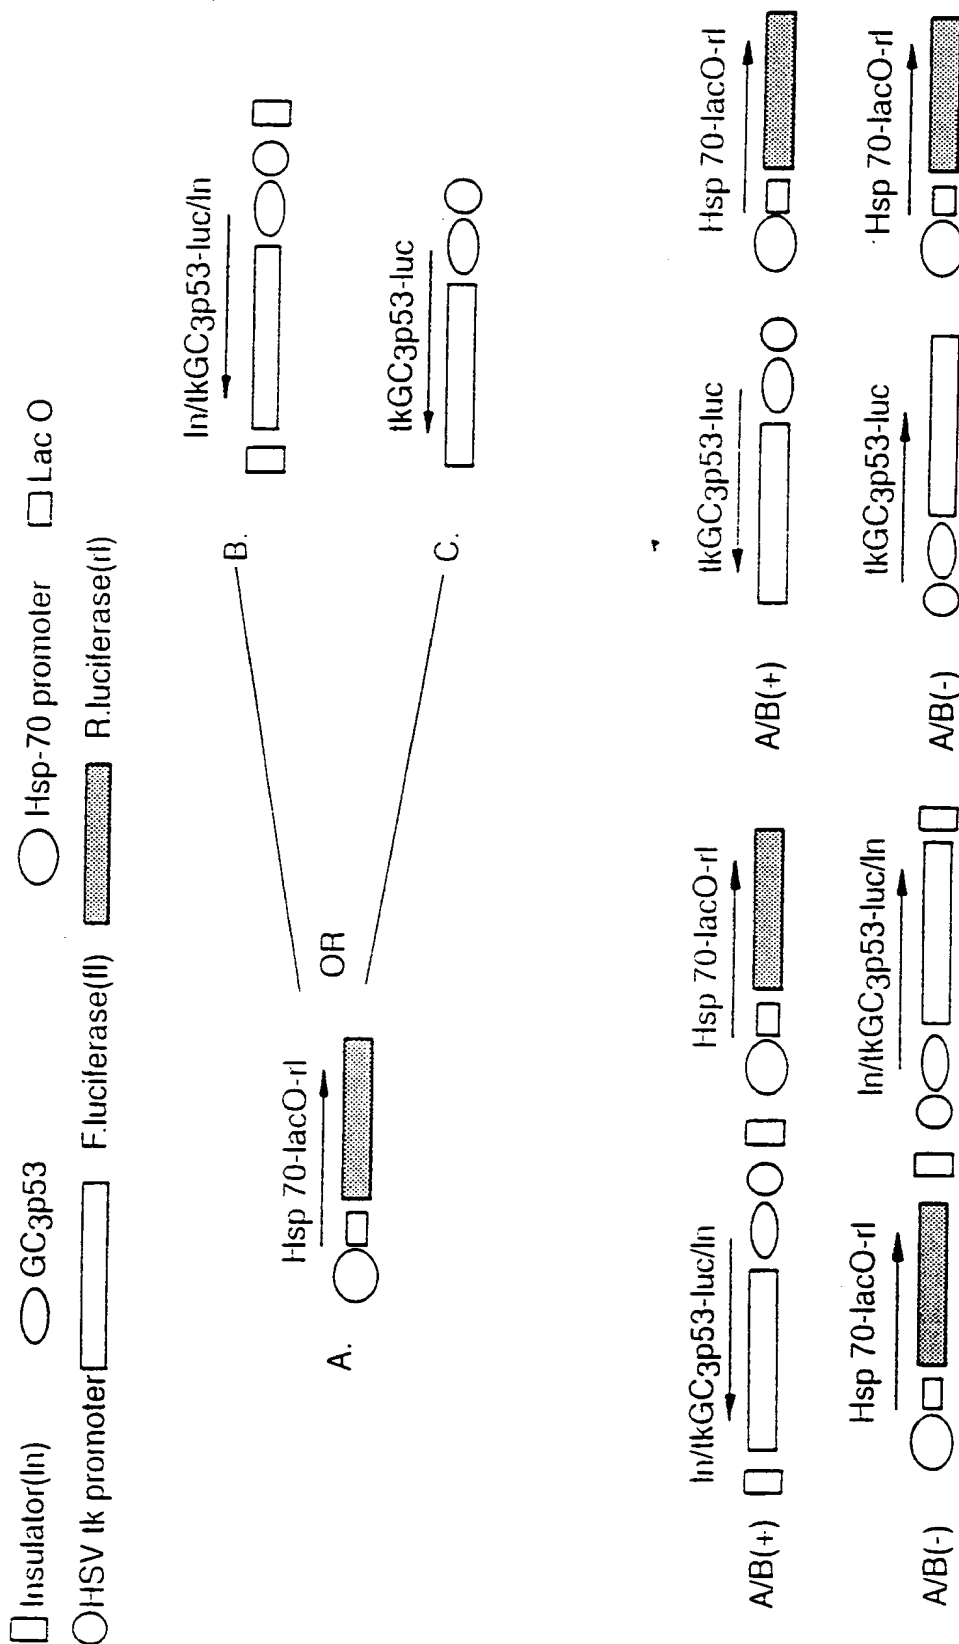 Insulator(In) GC3p53 Hsp-70 promoter Lac O
HSV tk promoter F.luciferase(fl) R.luciferase(rl)
A.
Hsp 70-lacO-rl
OR
B.
In/tkGC3p53-luc/In
C.
tkGC3p53-luc
A/B(+)
In/tkGC3p53-luc/In
Hsp 70-lacO-rl
A/B(+)
tkGC3p53-luc
Hsp 70-lacO-rl
A/B(-)
Hsp 70-lacO-rl
In/tkGC3p53-luc/In
A/B(-)
tkGC3p53-luc
Hsp 70-lacO-rl